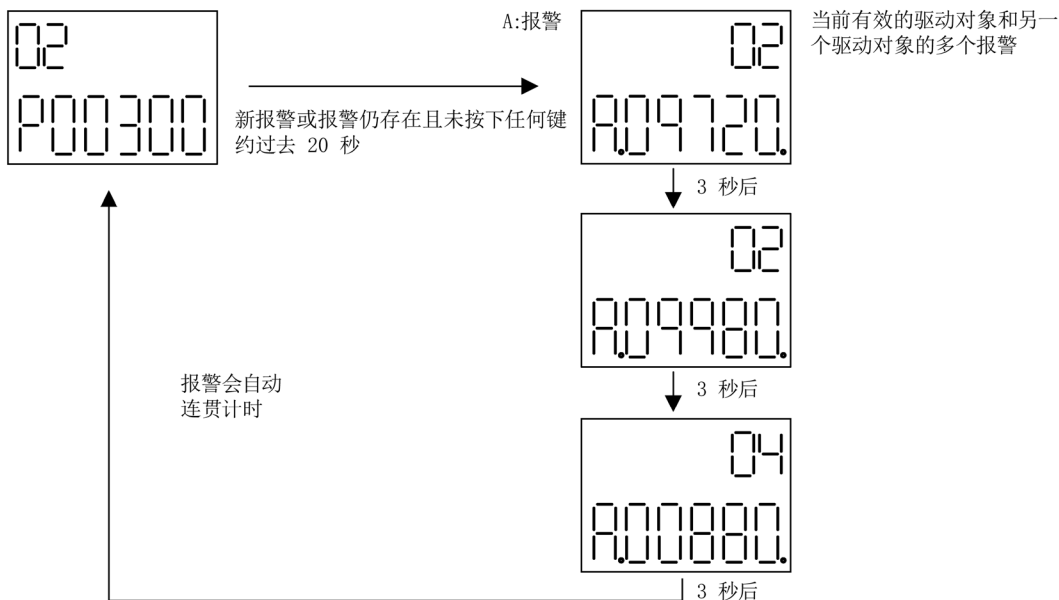 02
P00300
新报警或报警仍存在且未按下任何键
约过去 20 秒
A:报警
02
A.09720.
当前有效的驱动对象和另一
个驱动对象的多个报警
3 秒后
02
A.09980.
3 秒后
04
A.00880.
3 秒后
报警会自动
连贯计时